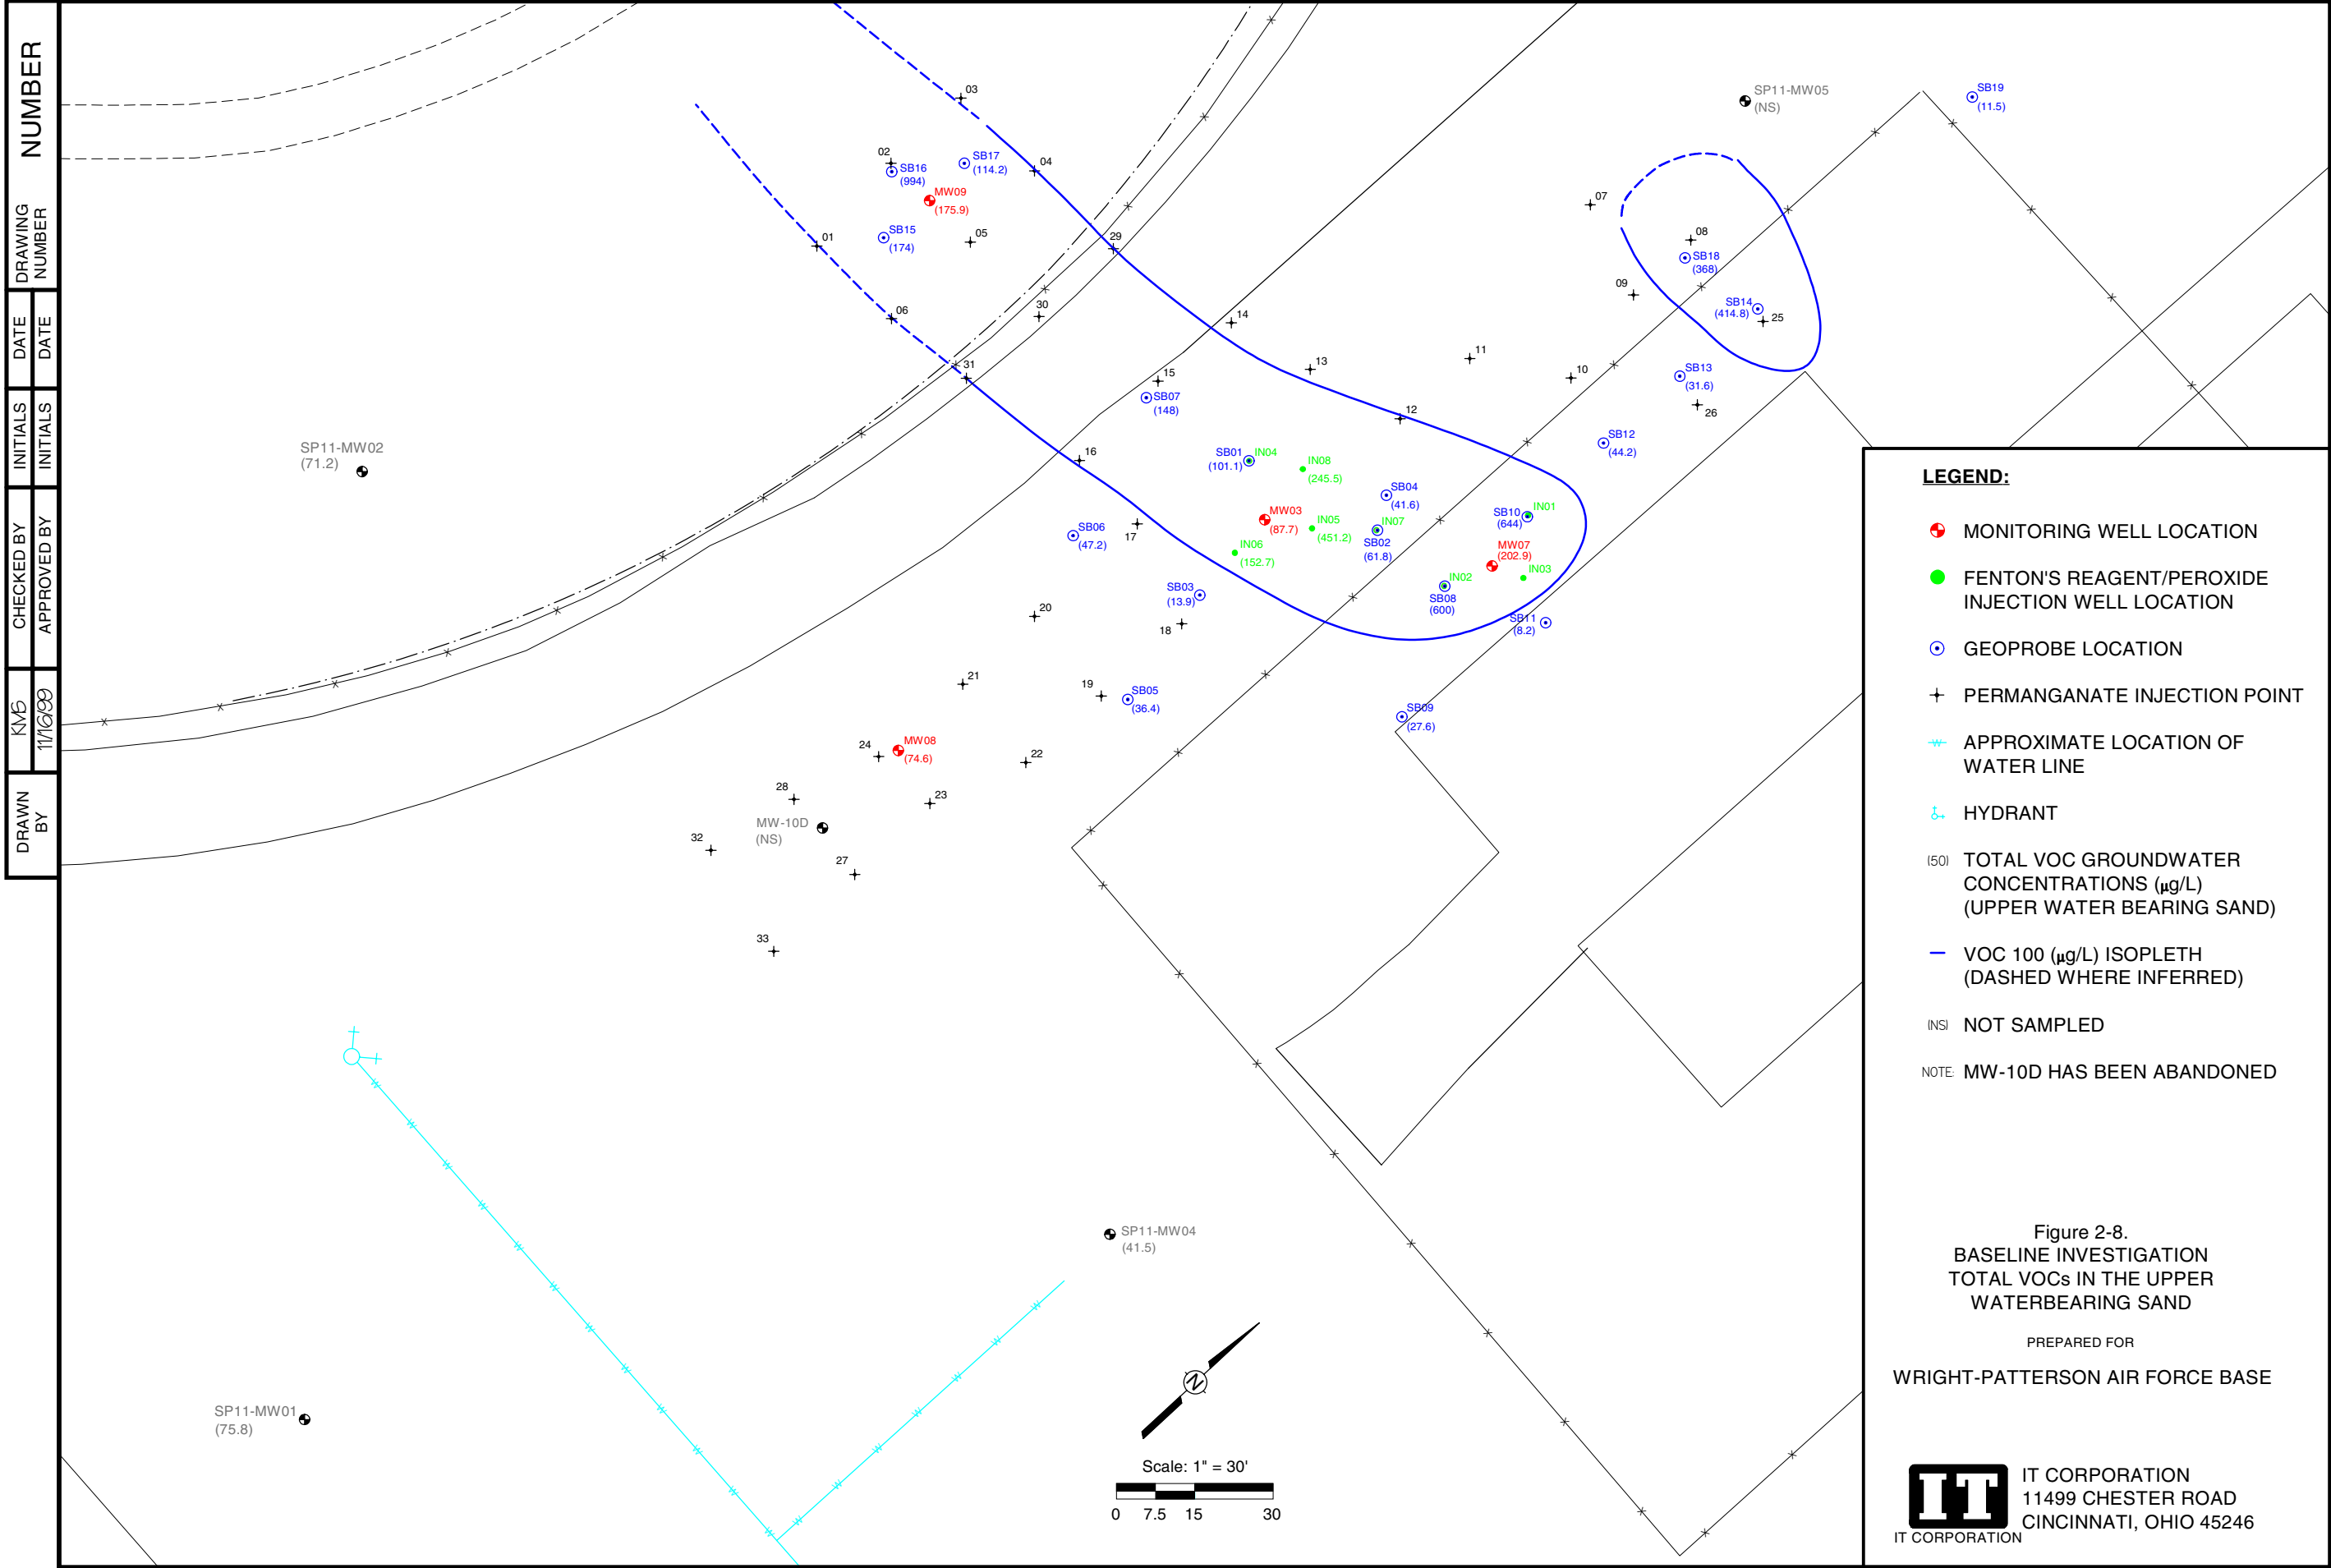 DRAWING NUMBER
NUMBER
DATE
DATE
INITIALS
INITIALS
CHECKED BY
APPROVED BY
KMS
11/16/99
DRAWN BY
03
SP11-MW05
(NS)
SB19
(11.5)
02
SB16
(994)
SB17
(114.2)
04
MW09
(175.9)
07
01
SB15
(174)
05
29
08
SB18
(368)
09
06
30
14
SB14
(414.8)
25
31
15
13
11
10
SB13
(31.6)
26
SB07
(148)
12
SP11-MW02
(71.2)
16
SB01
(101.1)
IN04
IN08
(245.5)
SB12
(44.2)
SB04
(41.6)
SB06
(47.2)
17
MW03
(87.7)
IN05
(451.2)
IN07
SB02
(61.8)
SB10
(644)
IN01
IN06
(152.7)
MW07
(202.9)
IN03
IN02
SB08
(600)
SB03
(13.9)
20
18
SB11
(8.2)
21
19
SB05
(36.4)
SB09
(27.6)
24
MW08
(74.6)
22
28
23
MW-10D
(NS)
32
27
33
SP11-MW04
(41.5)
SP11-MW01
(75.8)
N
Scale: 1" = 30'
0 7.5 15 30
LEGEND:
MONITORING WELL LOCATION
FENTON'S REAGENT/PEROXIDE
INJECTION WELL LOCATION
GEOPROBE LOCATION
PERMANGANATE INJECTION POINT
APPROXIMATE LOCATION OF
WATER LINE
HYDRANT
(50) TOTAL VOC GROUNDWATER
CONCENTRATIONS (µg/L)
(UPPER WATER BEARING SAND)
VOC 100 (µg/L) ISOPLETH
(DASHED WHERE INFERRED)
(NS) NOT SAMPLED
NOTE: MW-10D HAS BEEN ABANDONED
Figure 2-8.
BASELINE INVESTIGATION
TOTAL VOCs IN THE UPPER
WATERBEARING SAND
PREPARED FOR
WRIGHT-PATTERSON AIR FORCE BASE
IT
IT CORPORATION
IT CORPORATION
11499 CHESTER ROAD
CINCINNATI, OHIO 45246